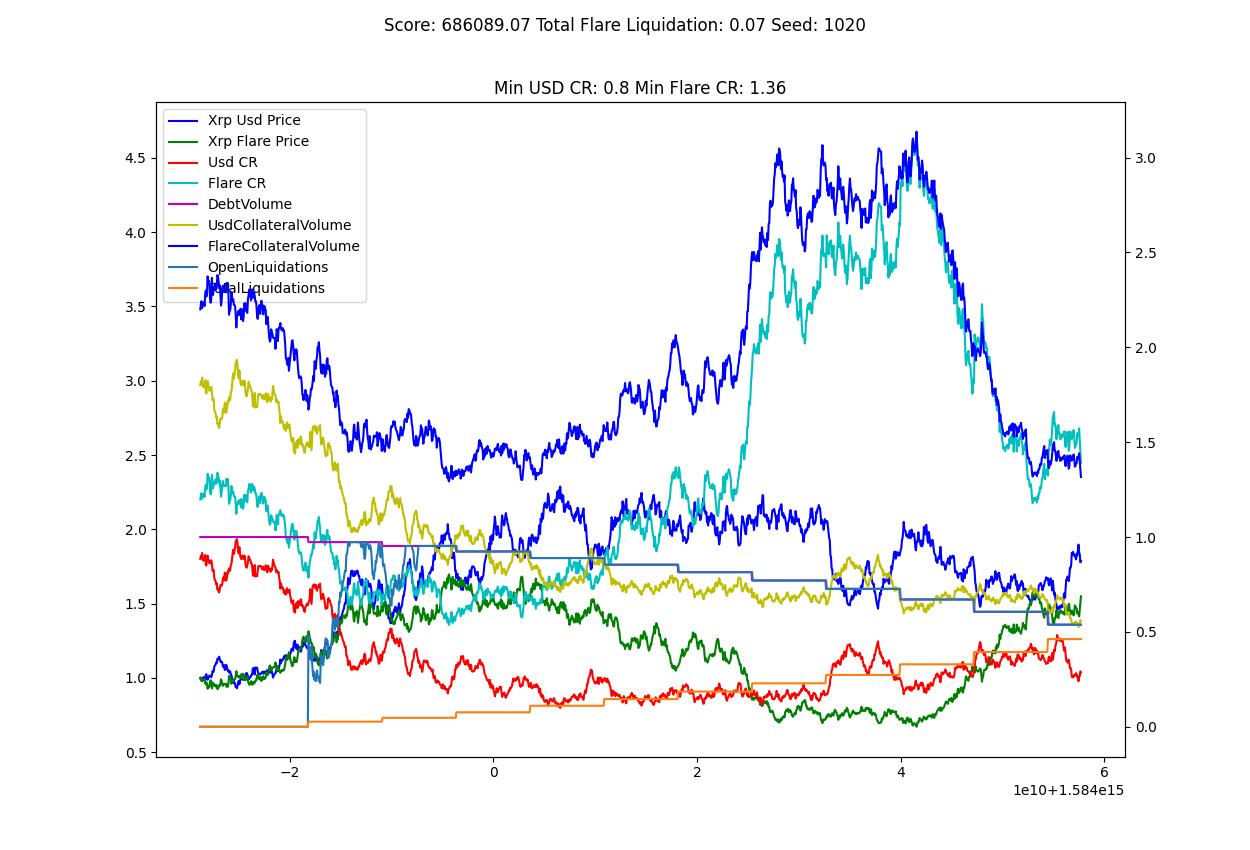 Score: 686089.07 Total Flare Liquidation: 0.07 Seed: 1020
Min USD CR: 0.8 Min Flare CR: 1.36
Xrp Usd Price
Xrp Flare Price
Usd CR
Flare CR
DebtVolume
UsdCollateralVolume
FlareCollateralVolume
OpenLiquidations
TotalLiquidations
4.5
4.0
3.5
3.0
2.5
2.0
1.5
1.0
0.5
3.0
2.5
2.0
1.5
1.0
0.5
0.0
−2
0
2
4
6
1e10+1.584e15